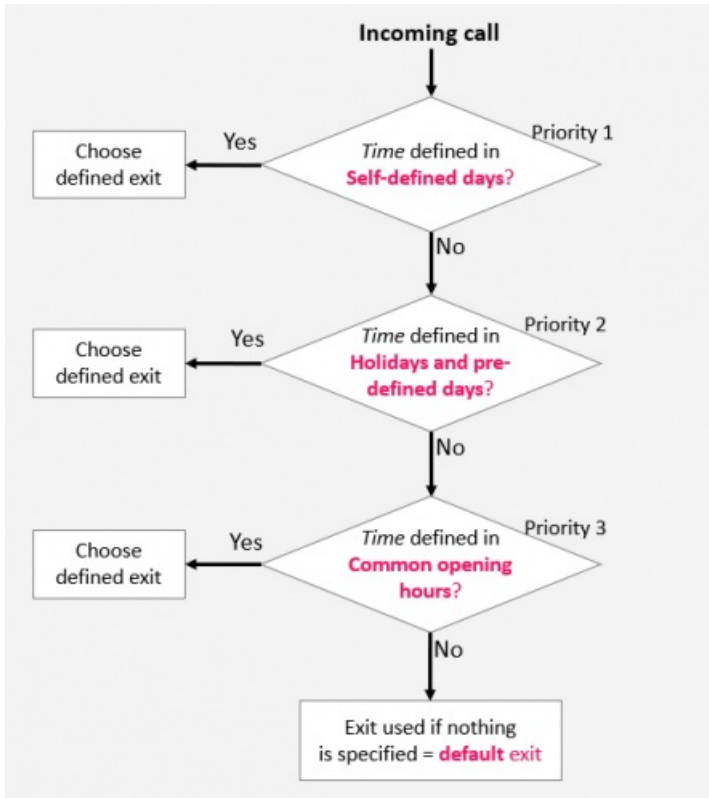 Incoming call
Priority 1
Time defined in
Self-defined days?
Yes
Choose
defined exit
No
Priority 2
Time defined in
Holidays and pre-
defined days?
Yes
Choose
defined exit
No
Priority 3
Time defined in
Common opening
hours?
Yes
Choose
defined exit
No
Exit used if nothing
is specified = default exit